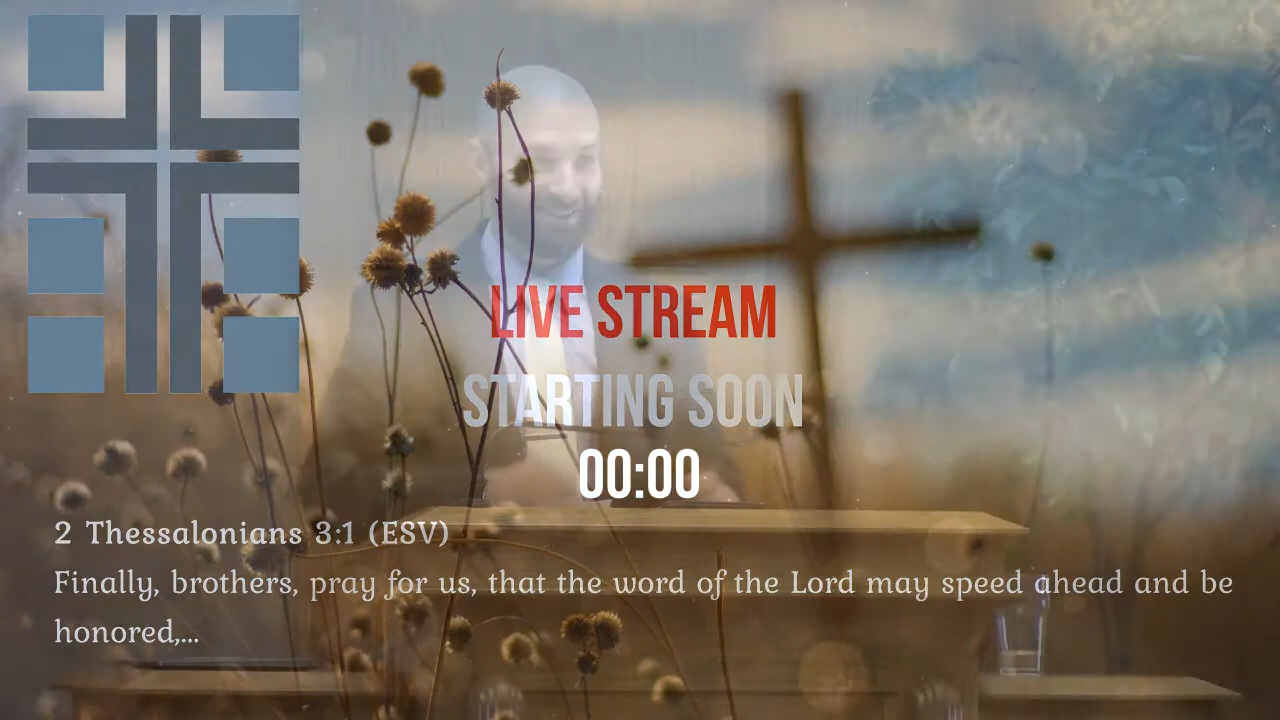 LIVE STREAM
STARTING SOON
00:00
2 Thessalonians 3:1 (ESV)
Finally, brothers, pray for us, that the word of the Lord may speed ahead and be
honored,...